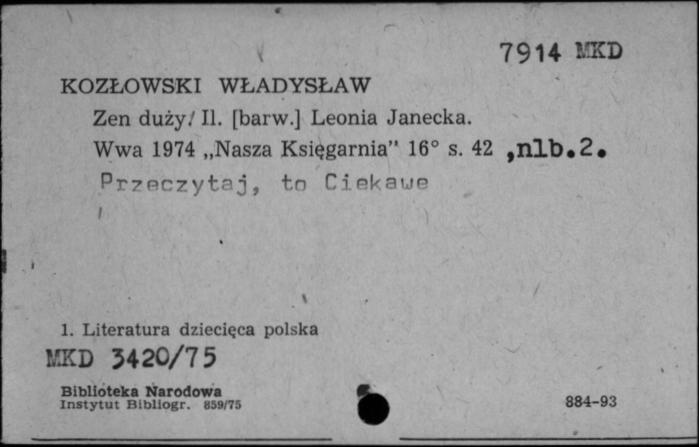 7914 MKD
KOZŁOWSKI WŁADYSŁAW
Zen duży. Il. [barw.] Leonia Janecka.
Wwa 1974 „Nasza Księgarnia" 16° s. 42 ,nlb.2.
Przeczytaj, to Ciekawe
1. Literatura dziecięca polska
MKD 3420/75
Biblioteka Narodowa
Instytut Bibliogr. 859/75
884-93